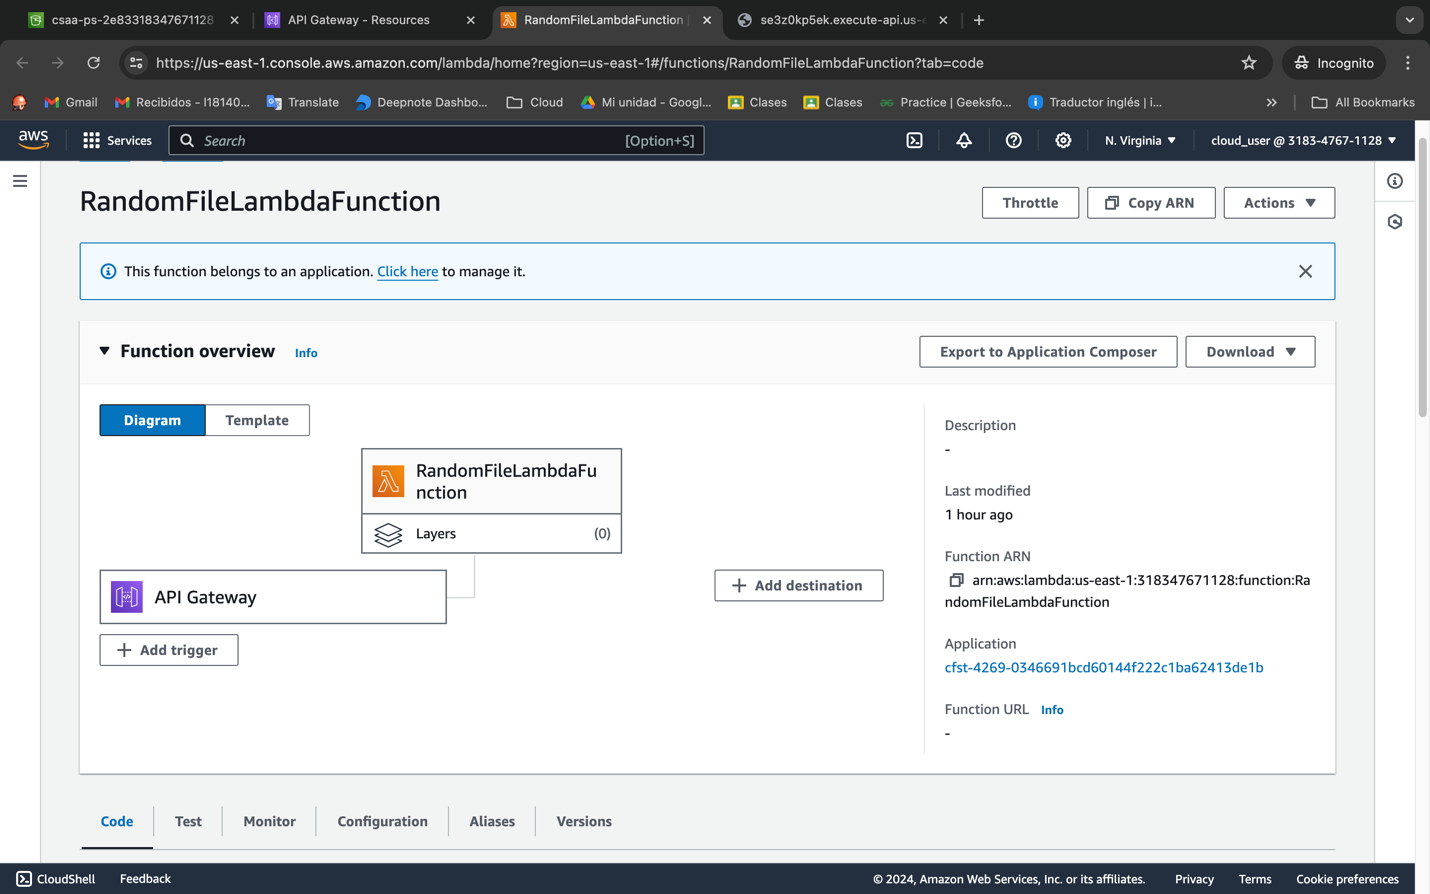 csaa-ps-2e83318347671128
API Gateway - Resources
RandomFileLambdaFunction
se3z0kp5ek.execute-api.us-e
https://us-east-1.console.aws.amazon.com/lambda/home?region=us-east-1#/functions/RandomFileLambdaFunction?tab=code
Incognito
Gmail
Recibidos - l18140...
Translate
Deepnote Dashbo...
Cloud
Mi unidad - Googl...
Clases
Clases
Practice | Geeksfo...
Traductor inglés | i...
All Bookmarks
aws
Services
Search
[Option+S]
N. Virginia
cloud_user @ 3183-4767-1128
RandomFileLambdaFunction
Throttle
Copy ARN
Actions
This function belongs to an application. Click here to manage it.
Function overview
Info
Export to Application Composer
Download
Diagram
Template
RandomFileLambdaFu
nction
Layers
(0)
API Gateway
+ Add trigger
+ Add destination
Description
-
Last modified
1 hour ago
Function ARN
arn:aws:lambda:us-east-1:318347671128:function:Ra
ndomFileLambdaFunction
Application
cfst-4269-0346691bcd60144f222c1ba62413de1b
Function URL Info
-
Code
Test
Monitor
Configuration
Aliases
Versions
CloudShell
Feedback
© 2024, Amazon Web Services, Inc. or its affiliates.
Privacy
Terms
Cookie preferences